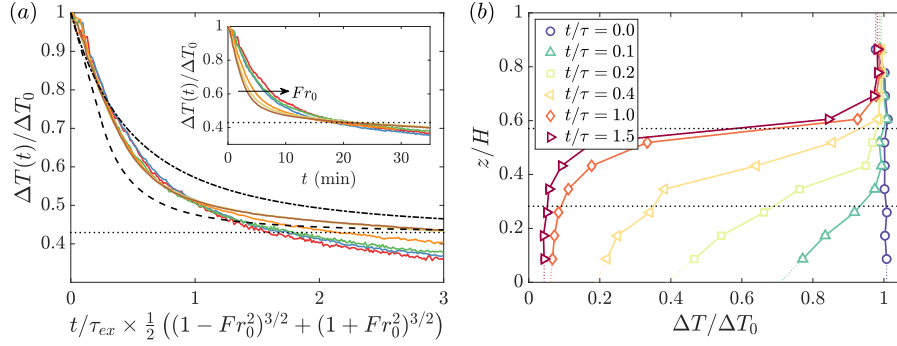 (a)
1
0.9
0.8
0.7
0.6
0.5
0.4
ΔT(t)/ΔT₀
0 1 2 3
t/τₑₓ × ½ ((1 − Fr₀²)^{3/2} + (1 + Fr₀²)^{3/2})
1
0.8
0.6
0.4
ΔT(t)/ΔT₀
Fr₀
0 10 20 30
t (min)
(b)
t/τ = 0.0
t/τ = 0.1
t/τ = 0.2
t/τ = 0.4
t/τ = 1.0
t/τ = 1.5
1
0.8
0.6
0.4
0.2
0
z/H
0 0.2 0.4 0.6 0.8 1
ΔT/ΔT₀